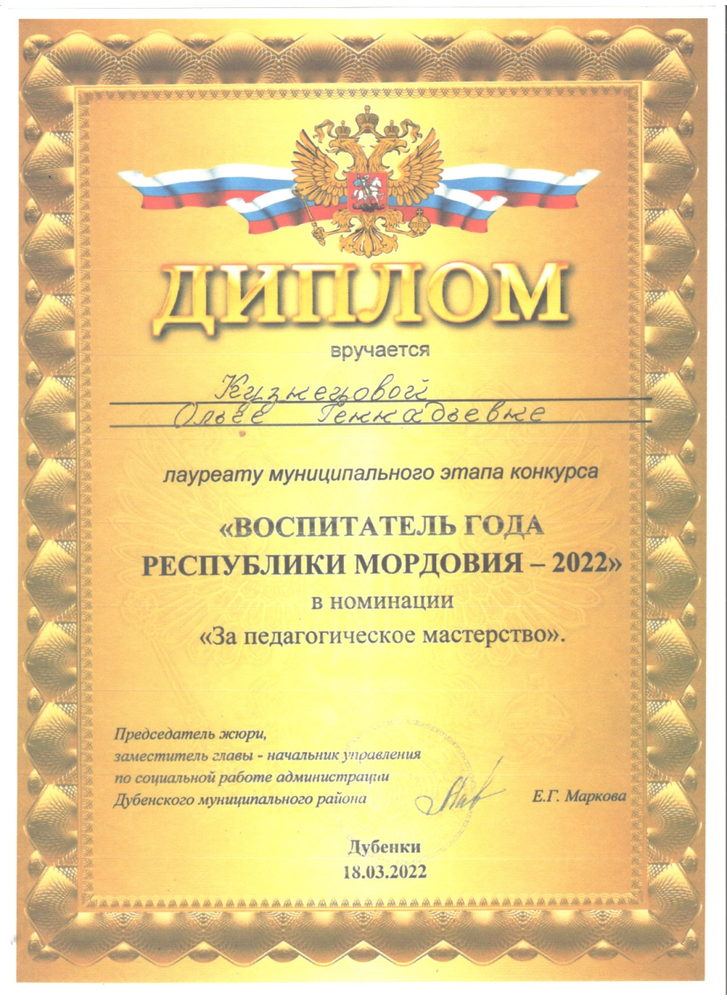 ДИПЛОМ
вручается
Кузнецовой
Ольге Геннадьевне
лауреату муниципального этапа конкурса
«ВОСПИТАТЕЛЬ ГОДА
РЕСПУБЛИКИ МОРДОВИЯ – 2022»
в номинации
«За педагогическое мастерство».
Председатель жюри,
заместитель главы - начальник управления
по социальной работе администрации
Дубенского муниципального района
Е.Г. Маркова
Дубенки
18.03.2022